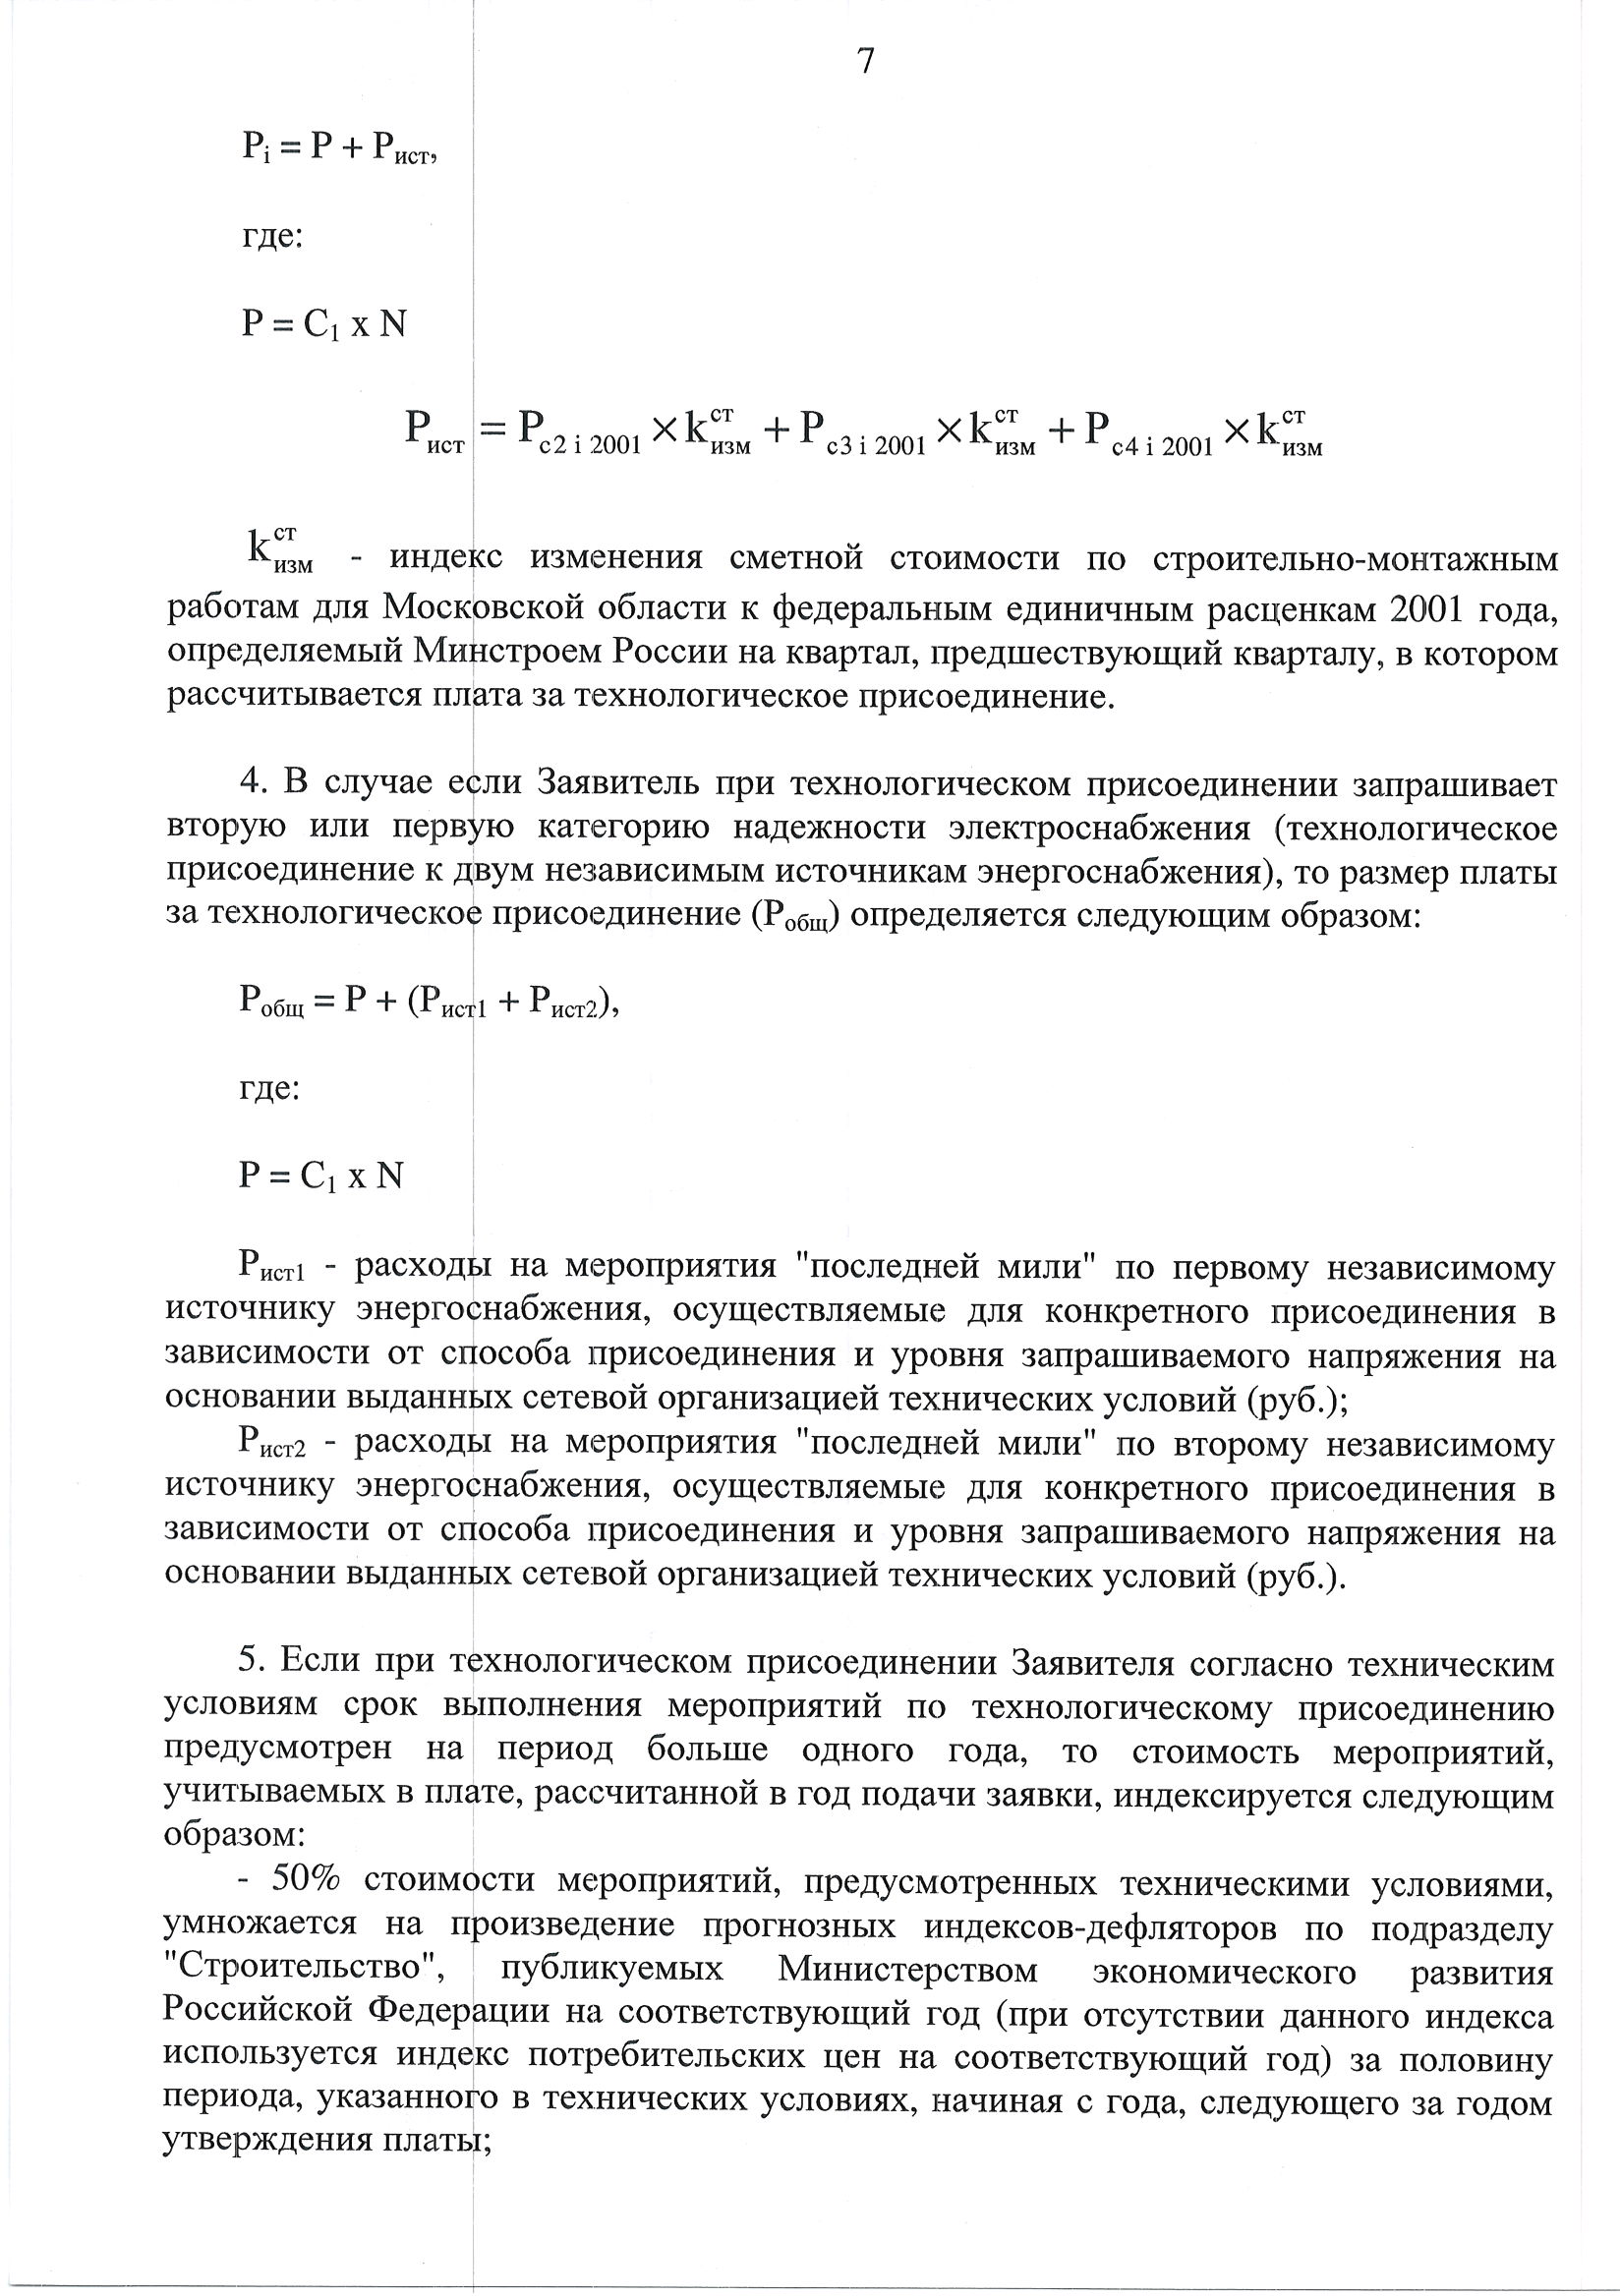 7
Pi = P + Pист,
где:
P = C1 x N
Pист = Pс2 i 2001 × kстизм + Pс3 i 2001 × kстизм + Pс4 i 2001 × kстизм
kстизм - индекс изменения сметной стоимости по строительно-монтажным
работам для Московской области к федеральным единичным расценкам 2001 года,
определяемый Минстроем России на квартал, предшествующий кварталу, в котором
рассчитывается плата за технологическое присоединение.
4. В случае если Заявитель при технологическом присоединении запрашивает
вторую или первую категорию надежности электроснабжения (технологическое
присоединение к двум независимым источникам энергоснабжения), то размер платы
за технологическое присоединение (Pобщ) определяется следующим образом:
Pобщ = P + (Pист1 + Pист2),
где:
P = C1 x N
Pист1 - расходы на мероприятия "последней мили" по первому независимому
источнику энергоснабжения, осуществляемые для конкретного присоединения в
зависимости от способа присоединения и уровня запрашиваемого напряжения на
основании выданных сетевой организацией технических условий (руб.);
Pист2 - расходы на мероприятия "последней мили" по второму независимому
источнику энергоснабжения, осуществляемые для конкретного присоединения в
зависимости от способа присоединения и уровня запрашиваемого напряжения на
основании выданных сетевой организацией технических условий (руб.).
5. Если при технологическом присоединении Заявителя согласно техническим
условиям срок выполнения мероприятий по технологическому присоединению
предусмотрен на период больше одного года, то стоимость мероприятий,
учитываемых в плате, рассчитанной в год подачи заявки, индексируется следующим
образом:
- 50% стоимости мероприятий, предусмотренных техническими условиями,
умножается на произведение прогнозных индексов-дефляторов по подразделу
"Строительство", публикуемых Министерством экономического развития
Российской Федерации на соответствующий год (при отсутствии данного индекса
используется индекс потребительских цен на соответствующий год) за половину
периода, указанного в технических условиях, начиная с года, следующего за годом
утверждения платы;